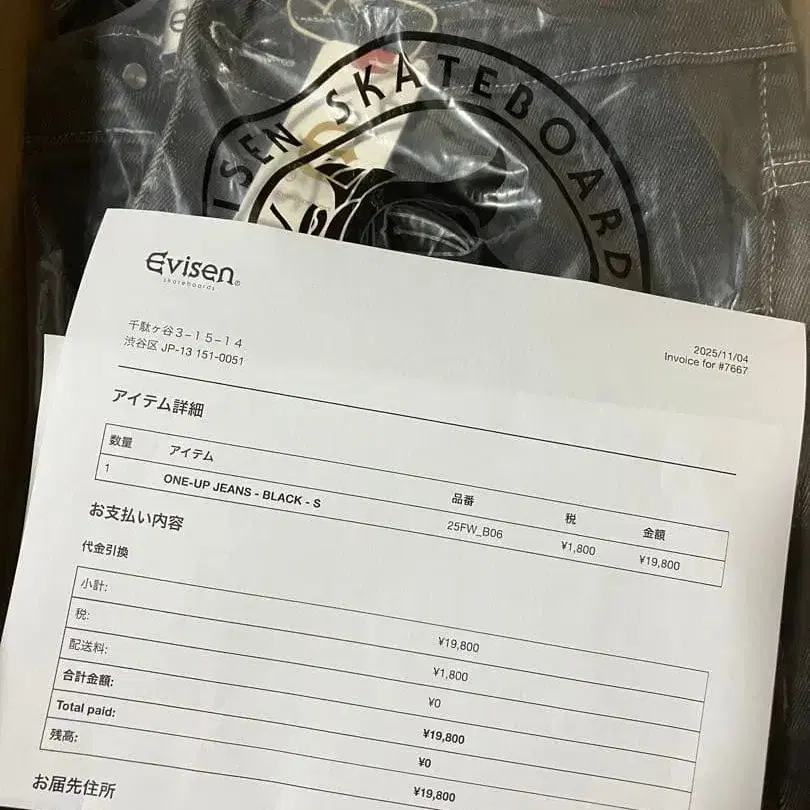 ISEN SKATEBOARD
Evisen®
skateboards
千駄ヶ谷3-15-14
渋谷区 JP-13 151-0051
2025/11/04
Invoice for #7667
アイテム詳細
数量 アイテム 品番 税 金額
1 ONE-UP JEANS - BLACK - S 25FW_B06 ¥1,800 ¥19,800
お支払い内容
代金引換
小計: ¥19,800
税: ¥1,800
配送料: ¥0
合計金額: ¥19,800
Total paid: ¥0
残高: ¥19,800
お届先住所